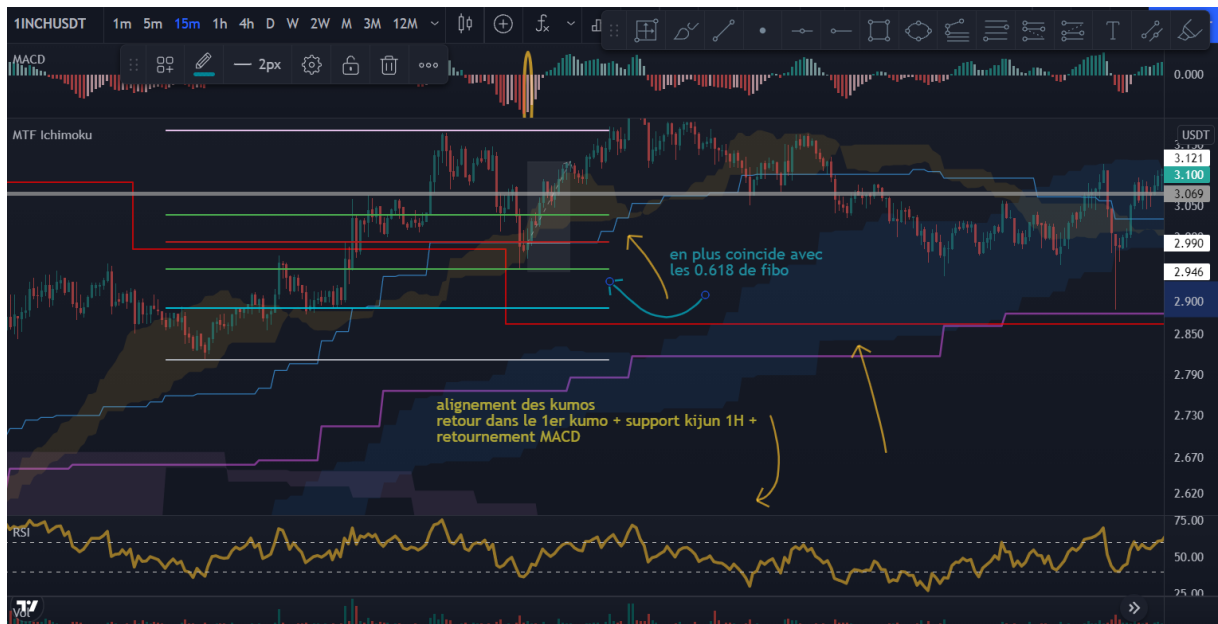 1INCHUSDT 1m 5m 15m 1h 4h D W 2W M 3M 12M
MACD
2px
0.000
MTF Ichimoku
USDT
3.150
3.121
3.100
3.069
3.050
2.990
2.946
2.900
2.850
2.790
2.730
2.670
2.620
en plus coincide avec
les 0.618 de fibo
alignement des kumos
retour dans le 1er kumo + support kijun 1H +
retournement MACD
RSI
75.00
50.00
25.00
Vol